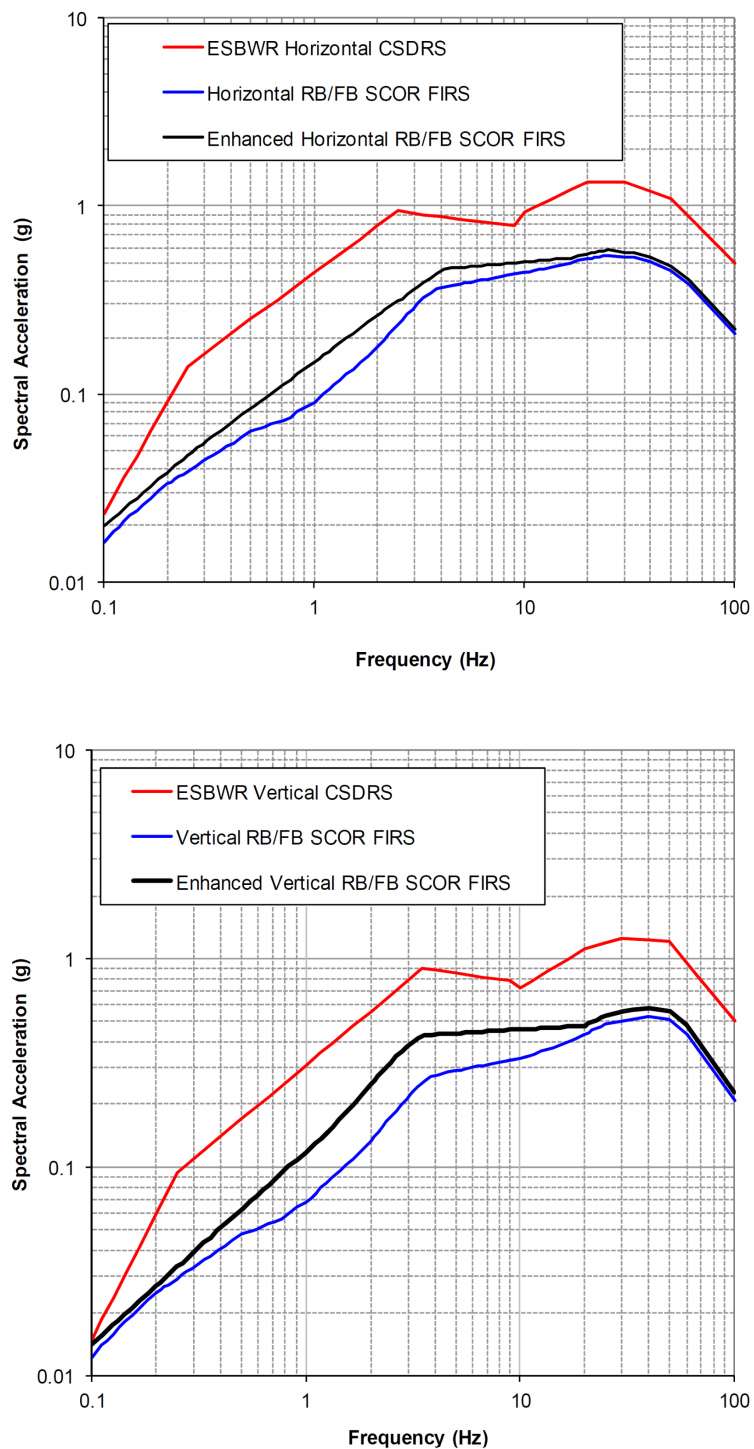 10
ESBWR Horizontal CSDRS
Horizontal RB/FB SCOR FIRS
Enhanced Horizontal RB/FB SCOR FIRS
1
Spectral Acceleration (g)
0.1
0.01
0.1 1 10 100
Frequency (Hz)
10
ESBWR Vertical CSDRS
Vertical RB/FB SCOR FIRS
Enhanced Vertical RB/FB SCOR FIRS
1
Spectral Acceleration (g)
0.1
0.01
0.1 1 10 100
Frequency (Hz)